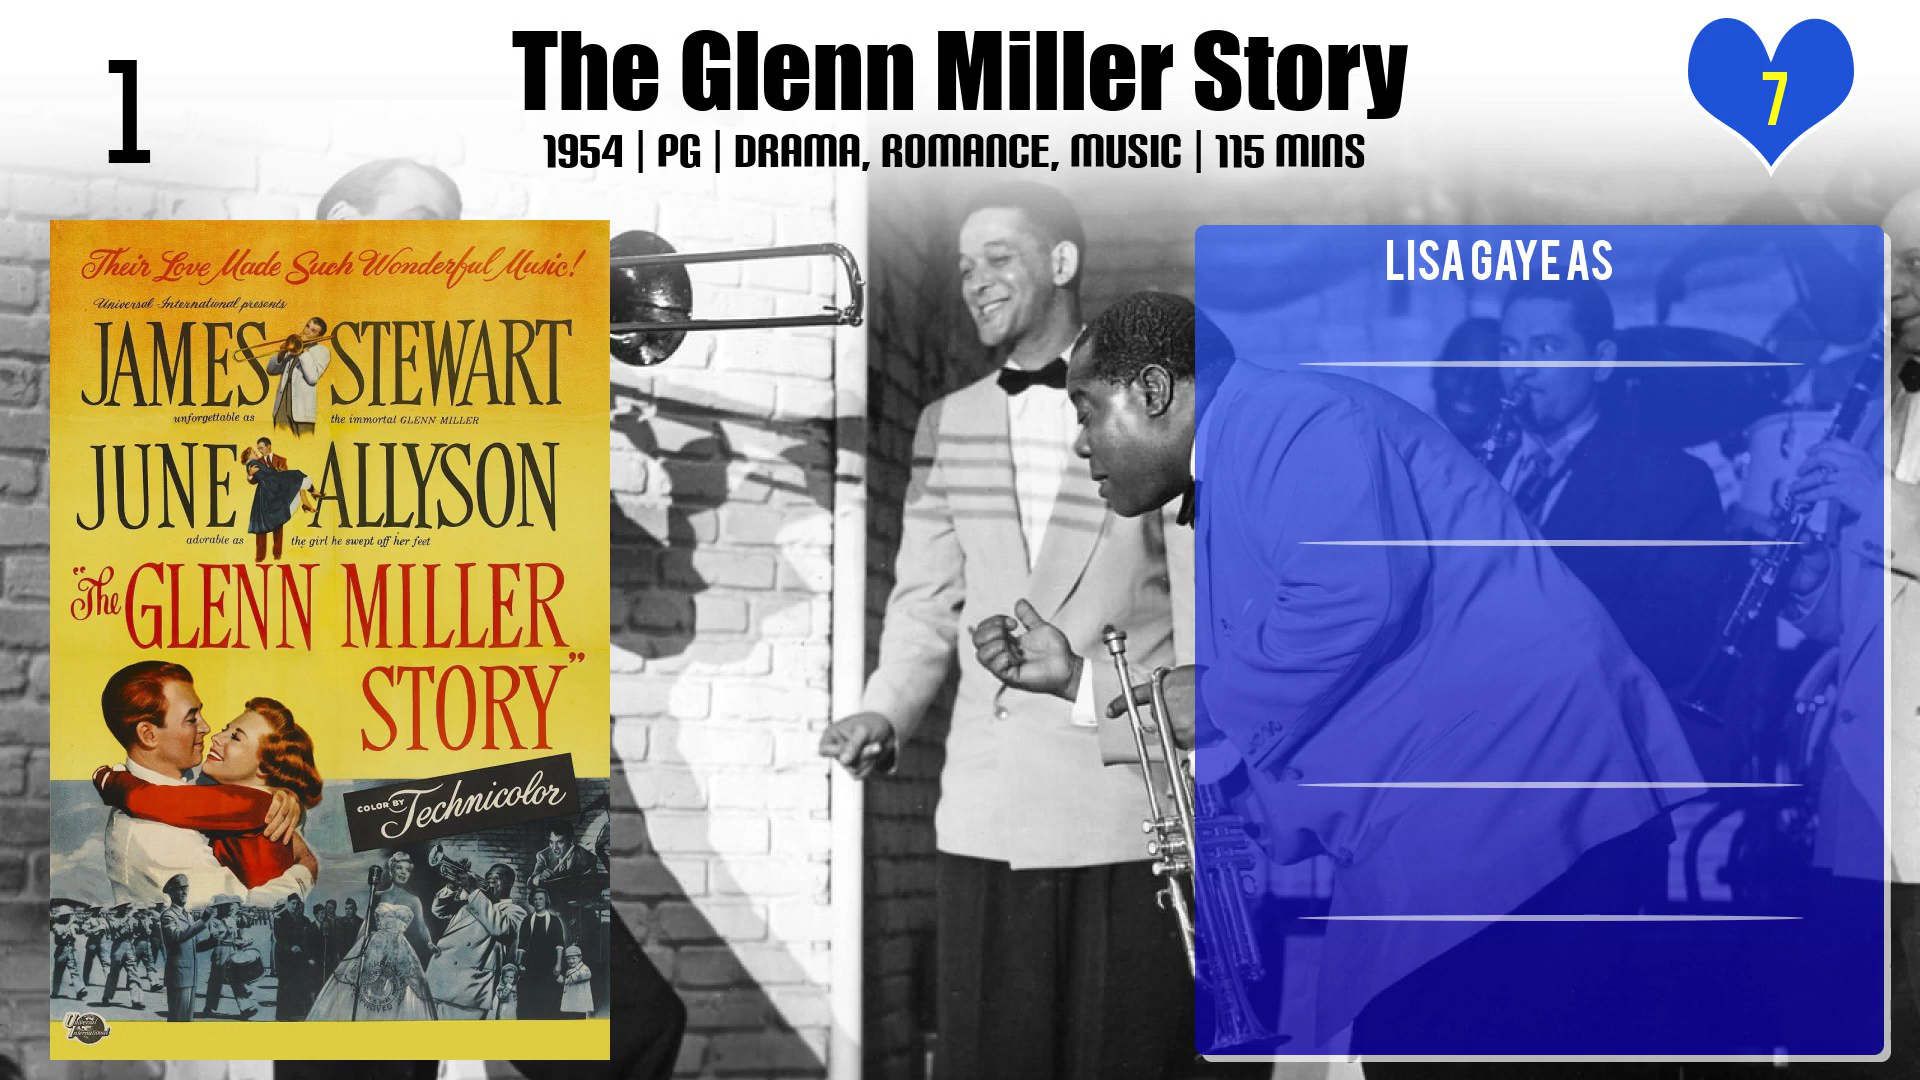 1
The Glenn Miller Story
7
1954 | PG | DRAMA, ROMANCE, MUSIC | 115 MINS
Their Love Made Such Wonderful Music!
Universal-International presents
JAMES STEWART
unforgettable as the immortal GLENN MILLER
JUNE ALLYSON
adorable as the girl he swept off her feet
"The GLENN MILLER
STORY"
COLOR BY Technicolor
Universal
International
LISA GAYE AS